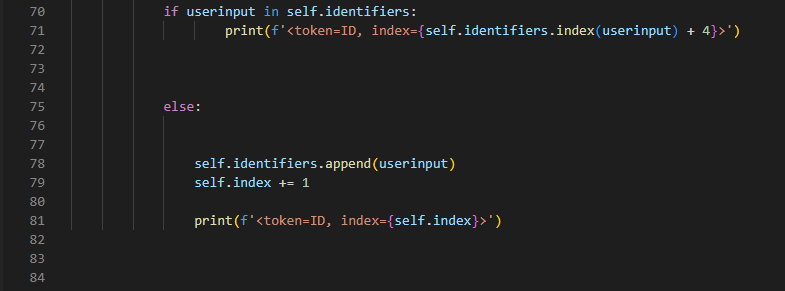 70 if userinput in self.identifiers:
71 print(f'<token=ID, index={self.identifiers.index(userinput) + 4}>')
72
73
74
75 else:
76
77
78 self.identifiers.append(userinput)
79 self.index += 1
80
81 print(f'<token=ID, index={self.index}>')
82
83
84